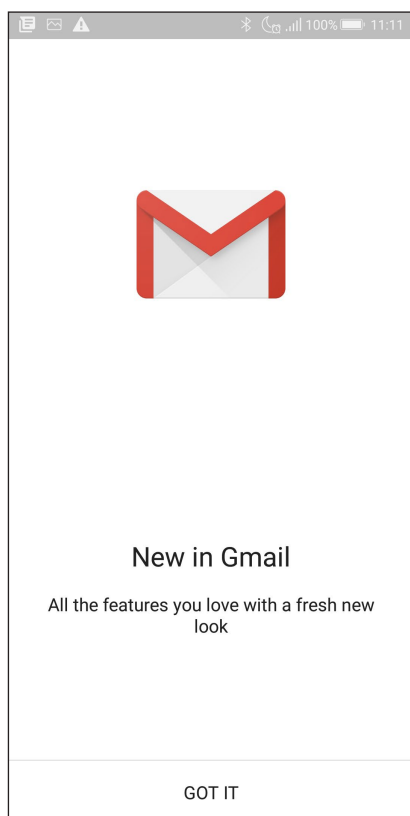 100% 11:11
New in Gmail
All the features you love with a fresh new
look
GOT IT